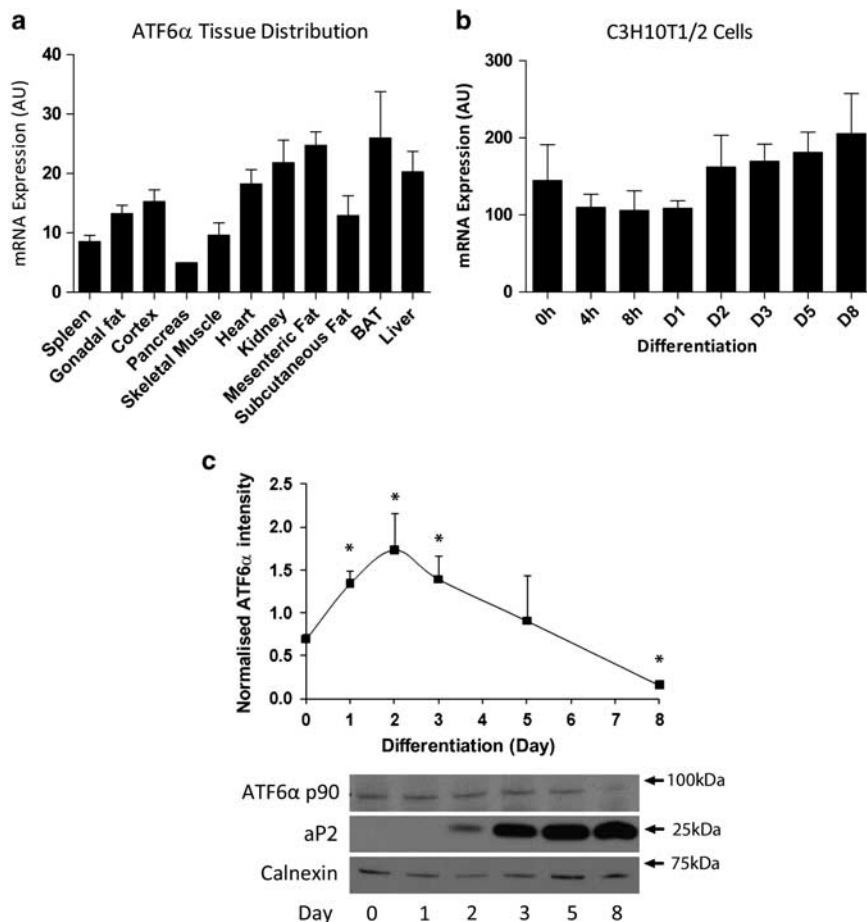 a
ATF6α Tissue Distribution
mRNA Expression (AU)
40
30
20
10
0
Spleen
Gonadal fat
Cortex
Pancreas
Skeletal Muscle
Heart
Kidney
Mesenteric Fat
Subcutaneous Fat
BAT
Liver
b
C3H10T1/2 Cells
mRNA Expression (AU)
300
200
100
0
0h
4h
8h
D1
D2
D3
D5
D8
Differentiation
c
Normalised ATF6α intensity
2.5
2.0
1.5
1.0
0.5
0.0
* * * *
0 1 2 3 4 5 6 7 8
Differentiation (Day)
ATF6α p90 100kDa
aP2 25kDa
Calnexin 75kDa
Day 0 1 2 3 5 8